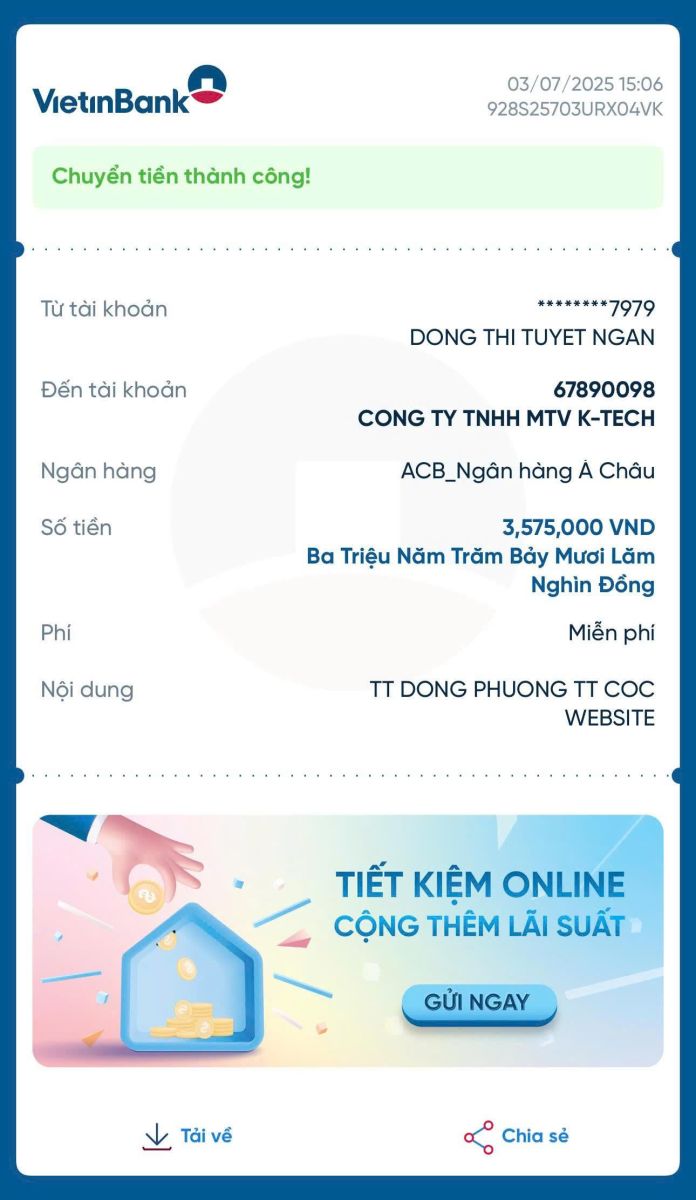 VietinBank
03/07/2025 15:06
928S25703URX04VK
Chuyển tiền thành công!
Từ tài khoản
********7979
DONG THI TUYET NGAN
Đến tài khoản
67890098
CONG TY TNHH MTV K-TECH
Ngân hàng
ACB_Ngân hàng Á Châu
Số tiền
3,575,000 VND
Ba Triệu Năm Trăm Bảy Mươi Lăm
Nghìn Đồng
Phí
Miễn phí
Nội dung
TT DONG PHUONG TT COC
WEBSITE
TIẾT KIỆM ONLINE
CỘNG THÊM LÃI SUẤT
GỬI NGAY
Tải về
Chia sẻ